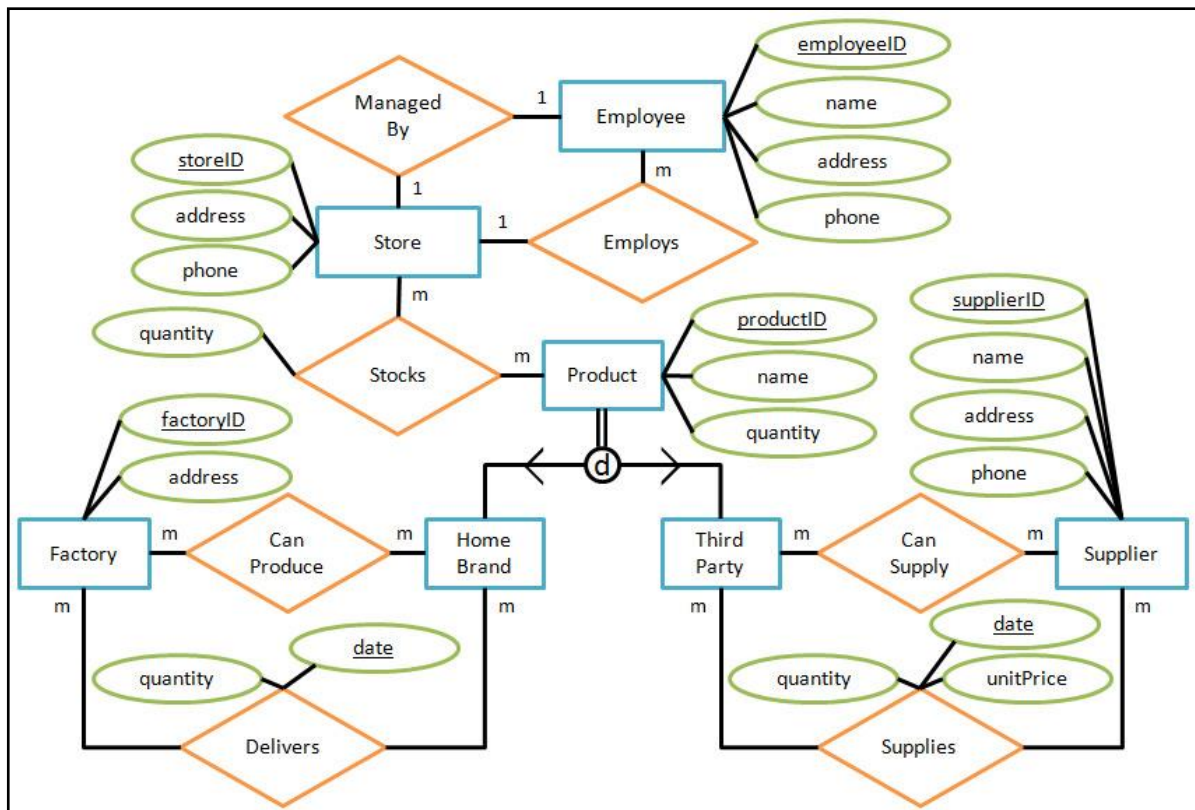 employeeID
Managed
By
1
Employee
name
storeID
m
address
1
address
1
phone
Store
Employs
phone
m
supplierID
quantity
productID
name
m
Stocks
Product
name
factoryID
address
quantity
address
d
phone
m
Can
Produce
m
Home
Brand
Third
Party
m
Can
Supply
m
Factory
Supplier
m
m
m
m
date
date
quantity
quantity
unitPrice
Delivers
Supplies